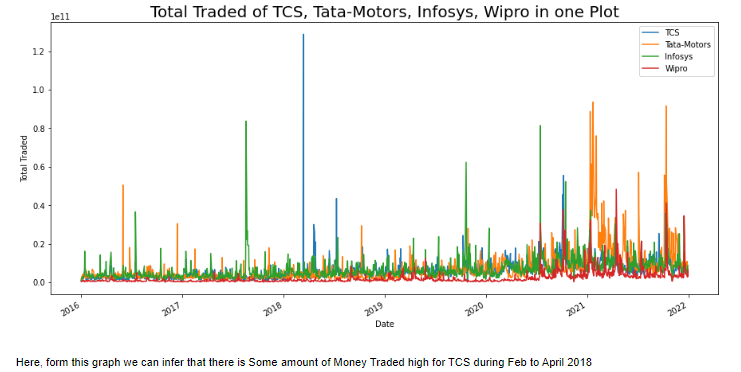 Total Traded of TCS, Tata-Motors, Infosys, Wipro in one Plot
1e11
TCS
Tata-Motors
Infosys
Wipro
1.2
1.0
0.8
0.6
0.4
0.2
0.0
Total Traded
2016
2017
2018
2019
2020
2021
2022
Date
Here, form this graph we can infer that there is Some amount of Money Traded high for TCS during Feb to April 2018